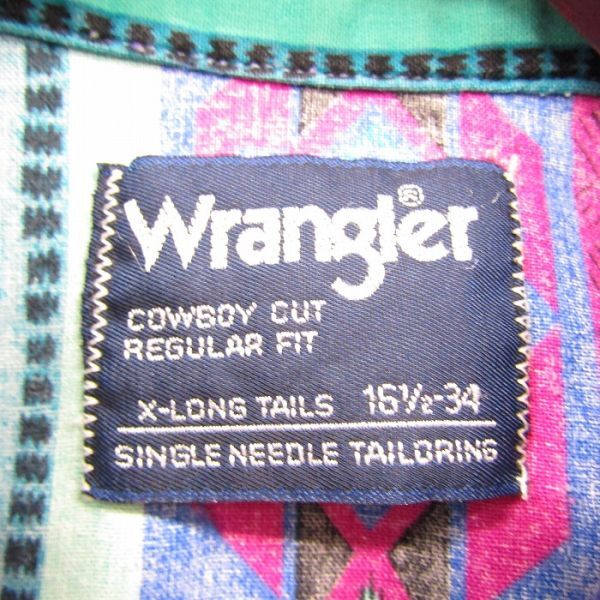 Wrangler®
COWBOY CUT
REGULAR FIT
X-LONG TAILS 16½-34
SINGLE NEEDLE TAILORING